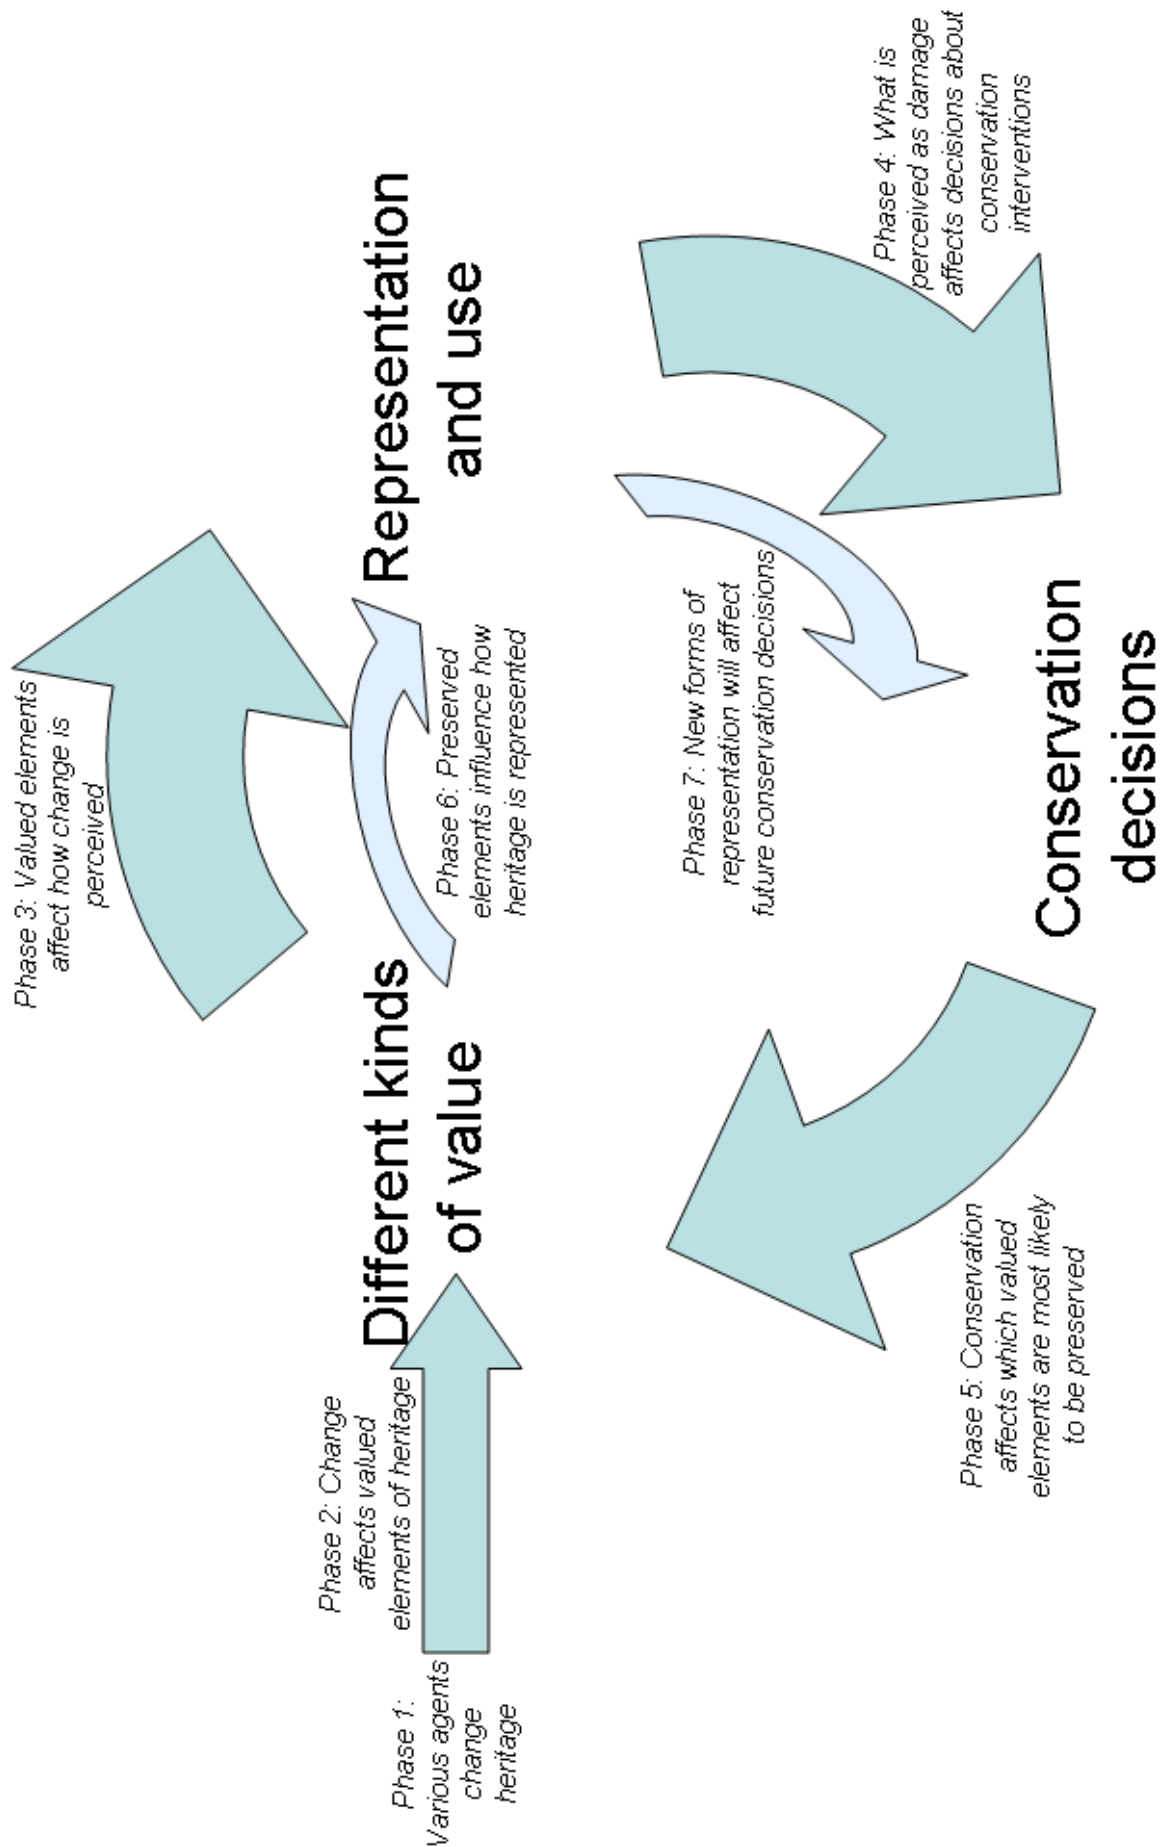 Phase 1:
Various agents
change
heritage
Phase 2: Change
affects valued
elements of heritage
Different kinds
of value
Phase 3: Valued elements
affect how change is
perceived
Representation
and use
Phase 4: What is
perceived as damage
affects decisions about
conservation
interventions
Conservation
decisions
Phase 5: Conservation
affects which valued
elements are most likely
to be preserved
Phase 6: Preserved
elements influence how
heritage is represented
Phase 7: New forms of
representation will affect
future conservation decisions